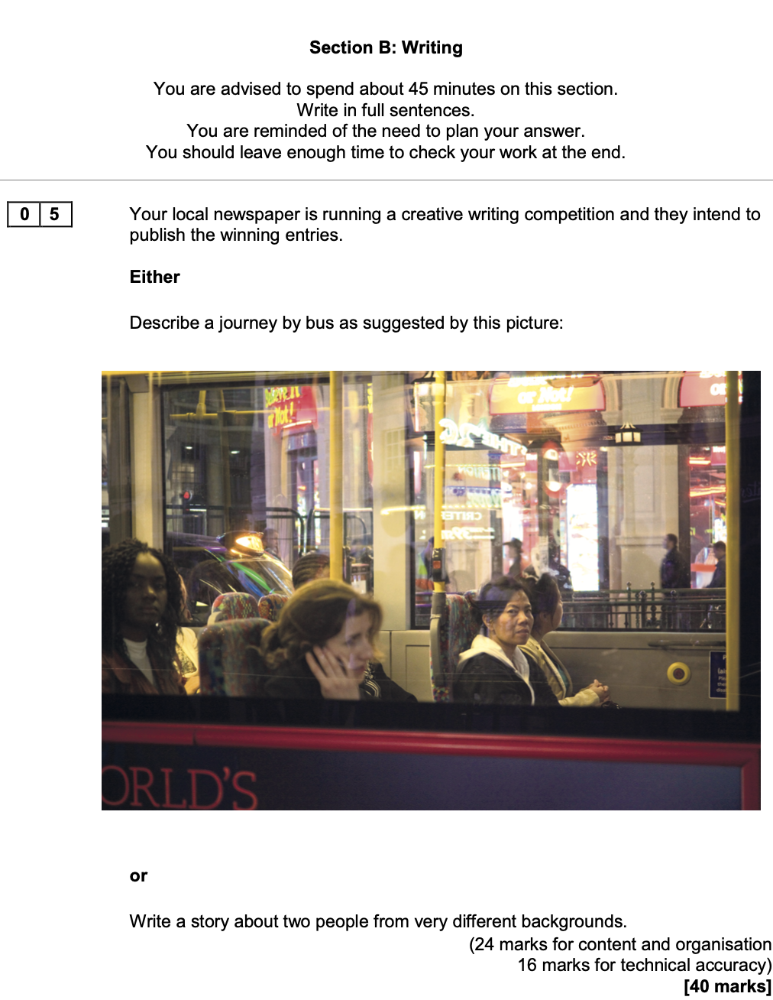 Section B: Writing
You are advised to spend about 45 minutes on this section.
Write in full sentences.
You are reminded of the need to plan your answer.
You should leave enough time to check your work at the end.
0 5
Your local newspaper is running a creative writing competition and they intend to
publish the winning entries.
Either
Describe a journey by bus as suggested by this picture:
Believe It
or Not!
or Not!
ORLD'S
or
Write a story about two people from very different backgrounds.
(24 marks for content and organisation
16 marks for technical accuracy)
[40 marks]